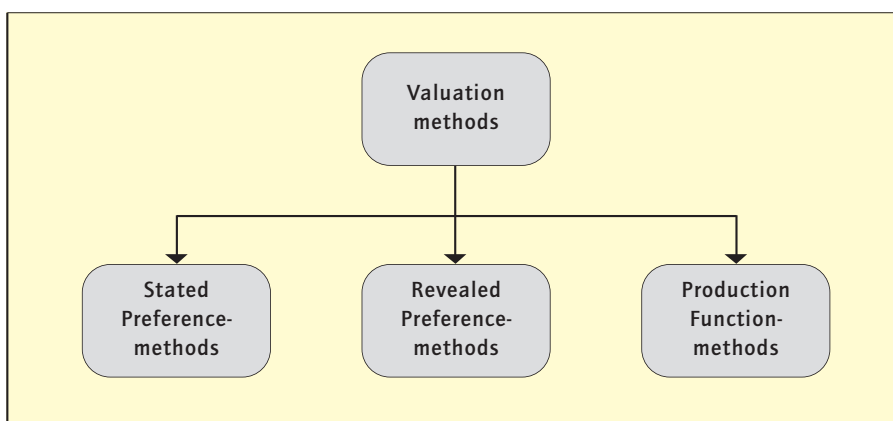 Valuation
methods
Stated
Preference-
methods
Revealed
Preference-
methods
Production
Function-
methods